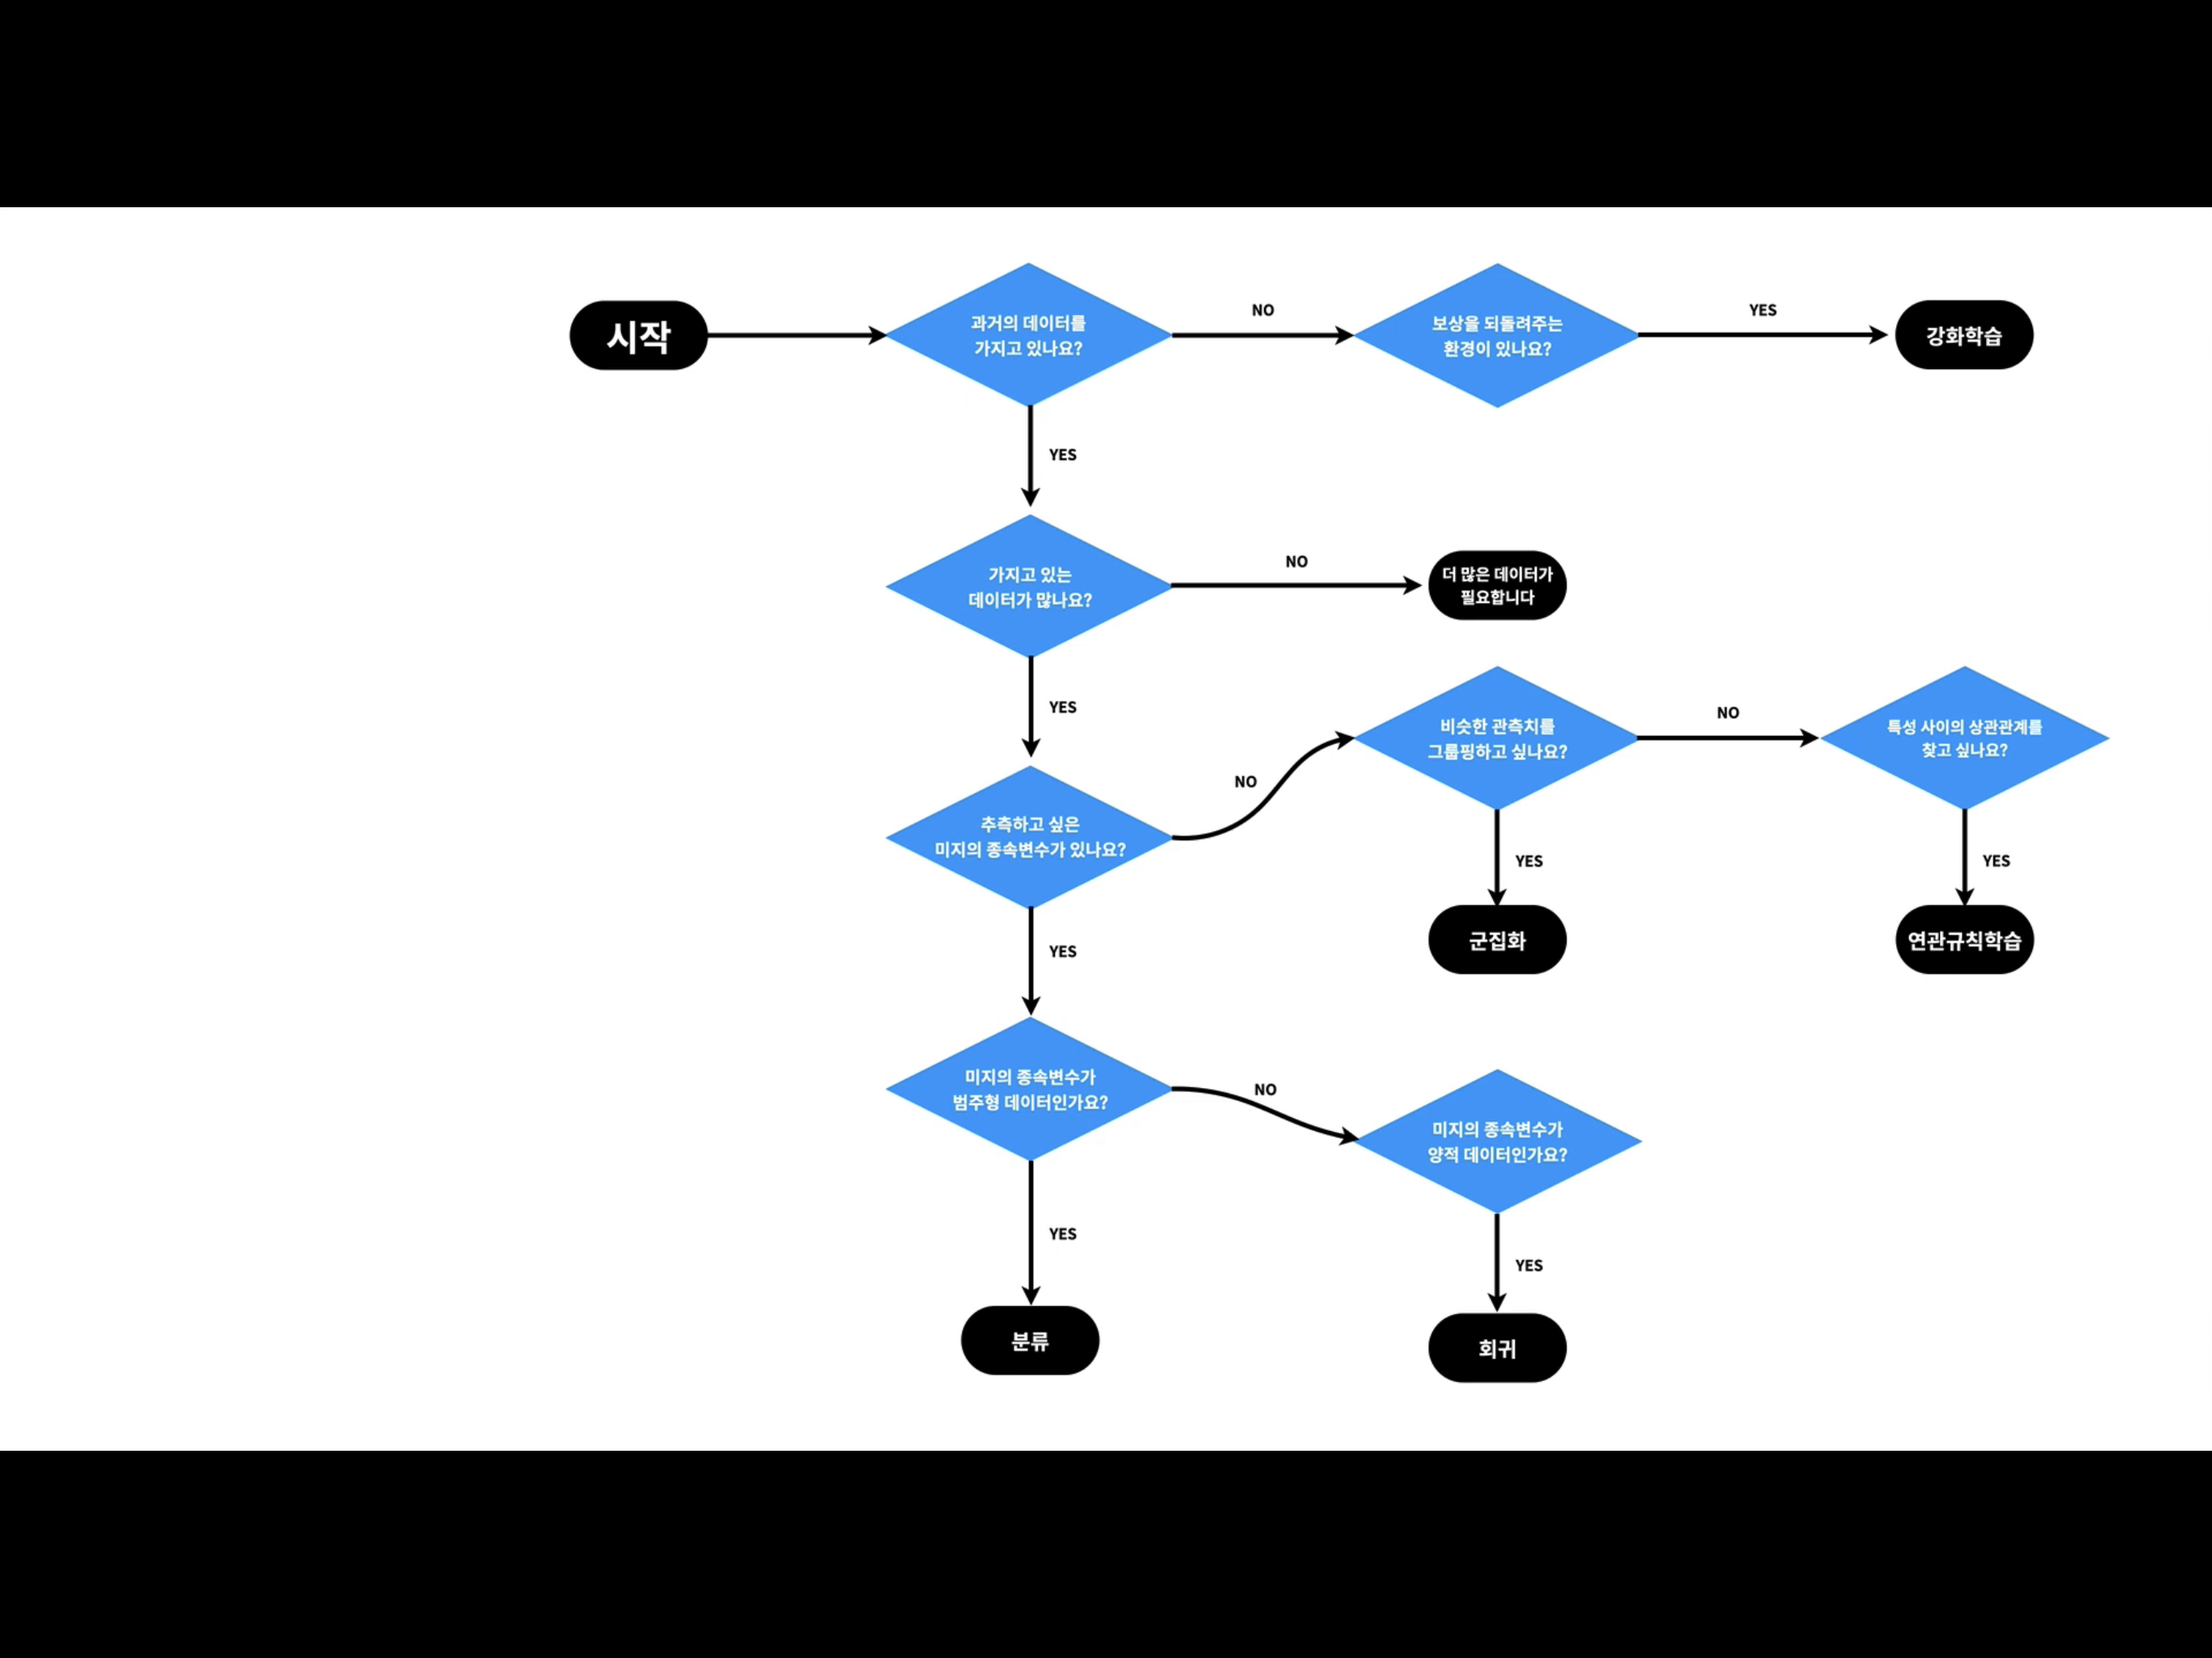 시작
과거의 데이터를
가지고 있나요?
NO
보상을 되돌려주는
환경이 있나요?
YES
강화학습
YES
가지고 있는
데이터가 많나요?
NO
더 많은 데이터가
필요합니다
YES
추측하고 싶은
미지의 종속변수가 있나요?
NO
비슷한 관측치를
그룹핑하고 싶나요?
NO
특성 사이의 상관관계를
찾고 싶나요?
YES
군집화
YES
연관규칙학습
YES
미지의 종속변수가
범주형 데이터인가요?
NO
미지의 종속변수가
양적 데이터인가요?
YES
분류
YES
회귀